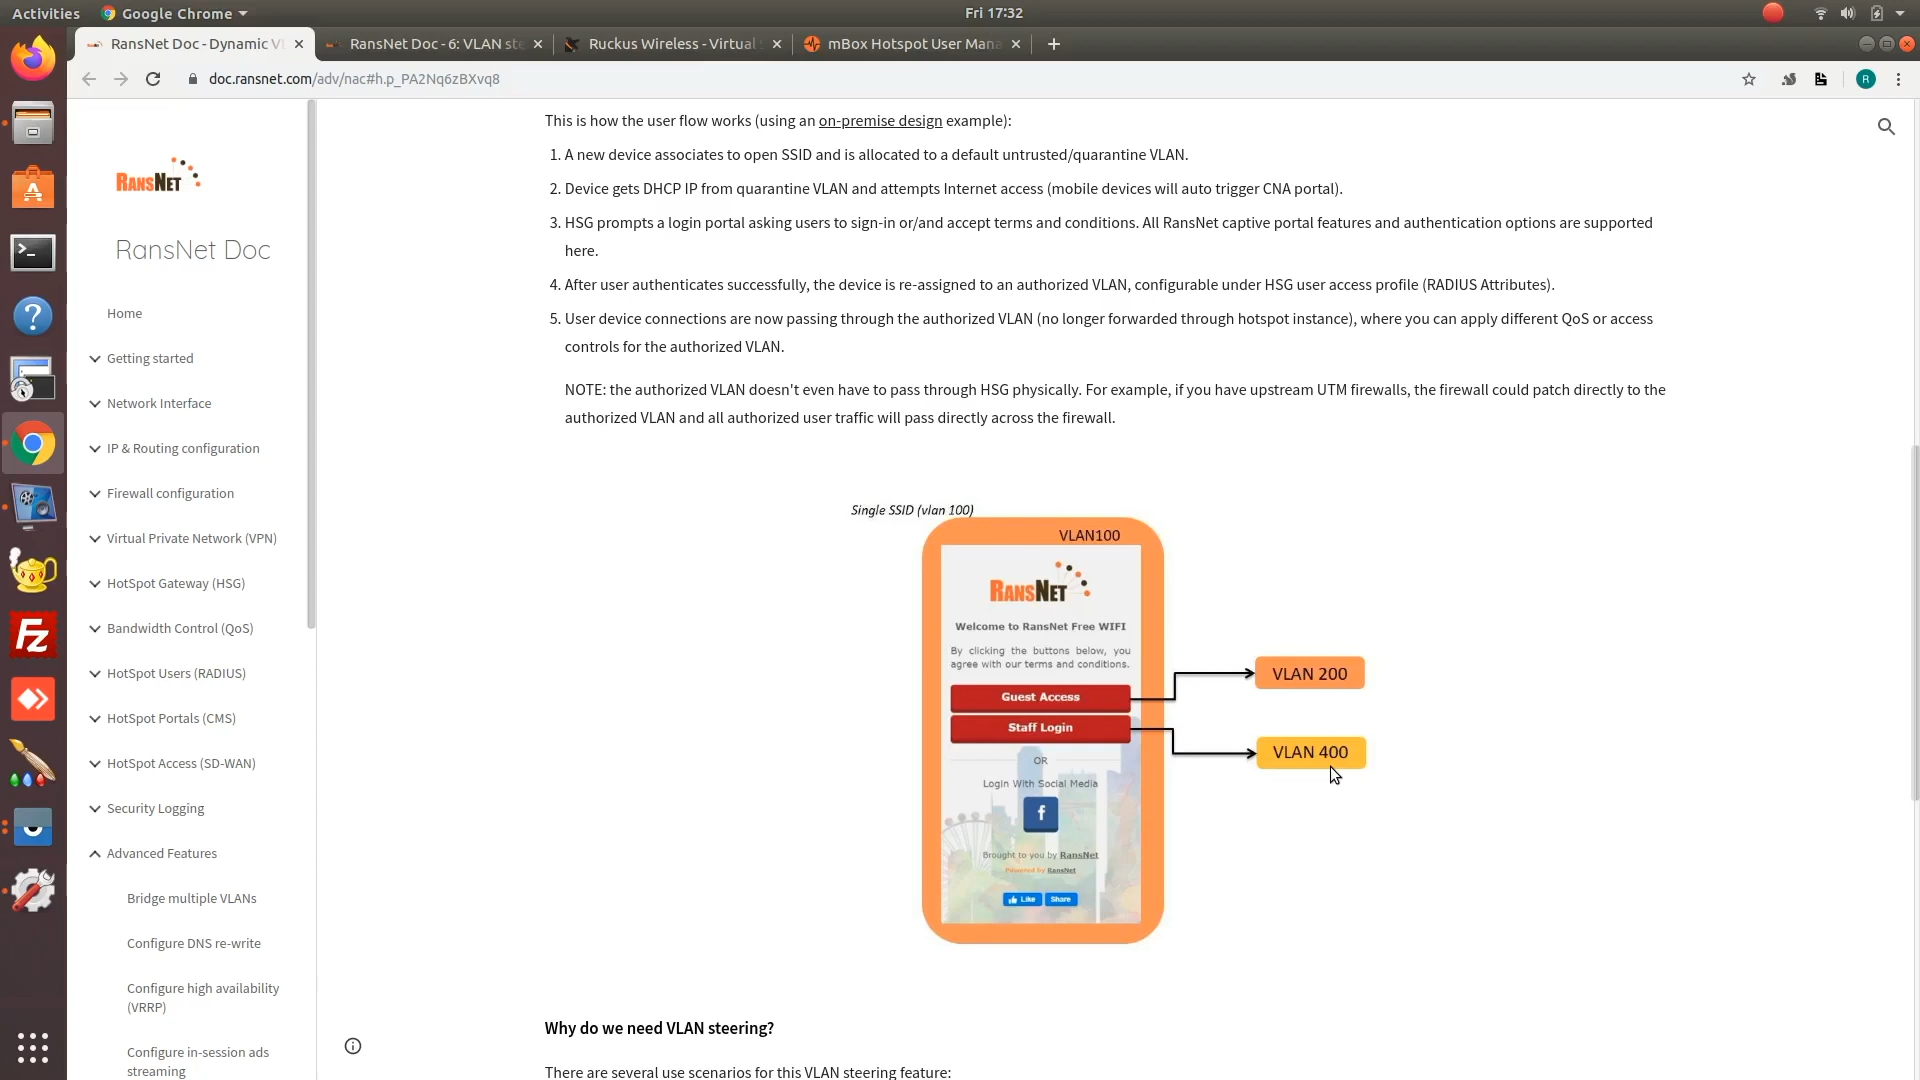 Activities
Google Chrome
Fri 17:32
RansNet Doc - Dynamic VL
RansNet Doc - 6: VLAN ste
Ruckus Wireless - Virtual
mBox Hotspot User Mana
doc.ransnet.com/adv/nac#h.p_PA2Nq6zBXvq8
R
RANSNET
RansNet Doc
Home
Getting started
Network Interface
IP & Routing configuration
Firewall configuration
Virtual Private Network (VPN)
HotSpot Gateway (HSG)
Bandwidth Control (QoS)
HotSpot Users (RADIUS)
HotSpot Portals (CMS)
HotSpot Access (SD-WAN)
Security Logging
Advanced Features
Bridge multiple VLANs
Configure DNS re-write
Configure high availability
(VRRP)
Configure in-session ads
streaming
This is how the user flow works (using an on-premise design example):
1. A new device associates to open SSID and is allocated to a default untrusted/quarantine VLAN.
2. Device gets DHCP IP from quarantine VLAN and attempts Internet access (mobile devices will auto trigger CNA portal).
3. HSG prompts a login portal asking users to sign-in or/and accept terms and conditions. All RansNet captive portal features and authentication options are supported
here.
4. After user authenticates successfully, the device is re-assigned to an authorized VLAN, configurable under HSG user access profile (RADIUS Attributes).
5. User device connections are now passing through the authorized VLAN (no longer forwarded through hotspot instance), where you can apply different QoS or access
controls for the authorized VLAN.
NOTE: the authorized VLAN doesn't even have to pass through HSG physically. For example, if you have upstream UTM firewalls, the firewall could patch directly to the
authorized VLAN and all authorized user traffic will pass directly across the firewall.
Single SSID (vlan 100)
VLAN100
RANSNET
Welcome to RansNet Free WIFI
By clicking the buttons below, you
agree with our terms and conditions.
Guest Access
Staff Login
OR
Login With Social Media
f
Brought to you by RansNet
Powered by RansNet
Like Share
VLAN 200
VLAN 400
Why do we need VLAN steering?
There are several use scenarios for this VLAN steering feature: